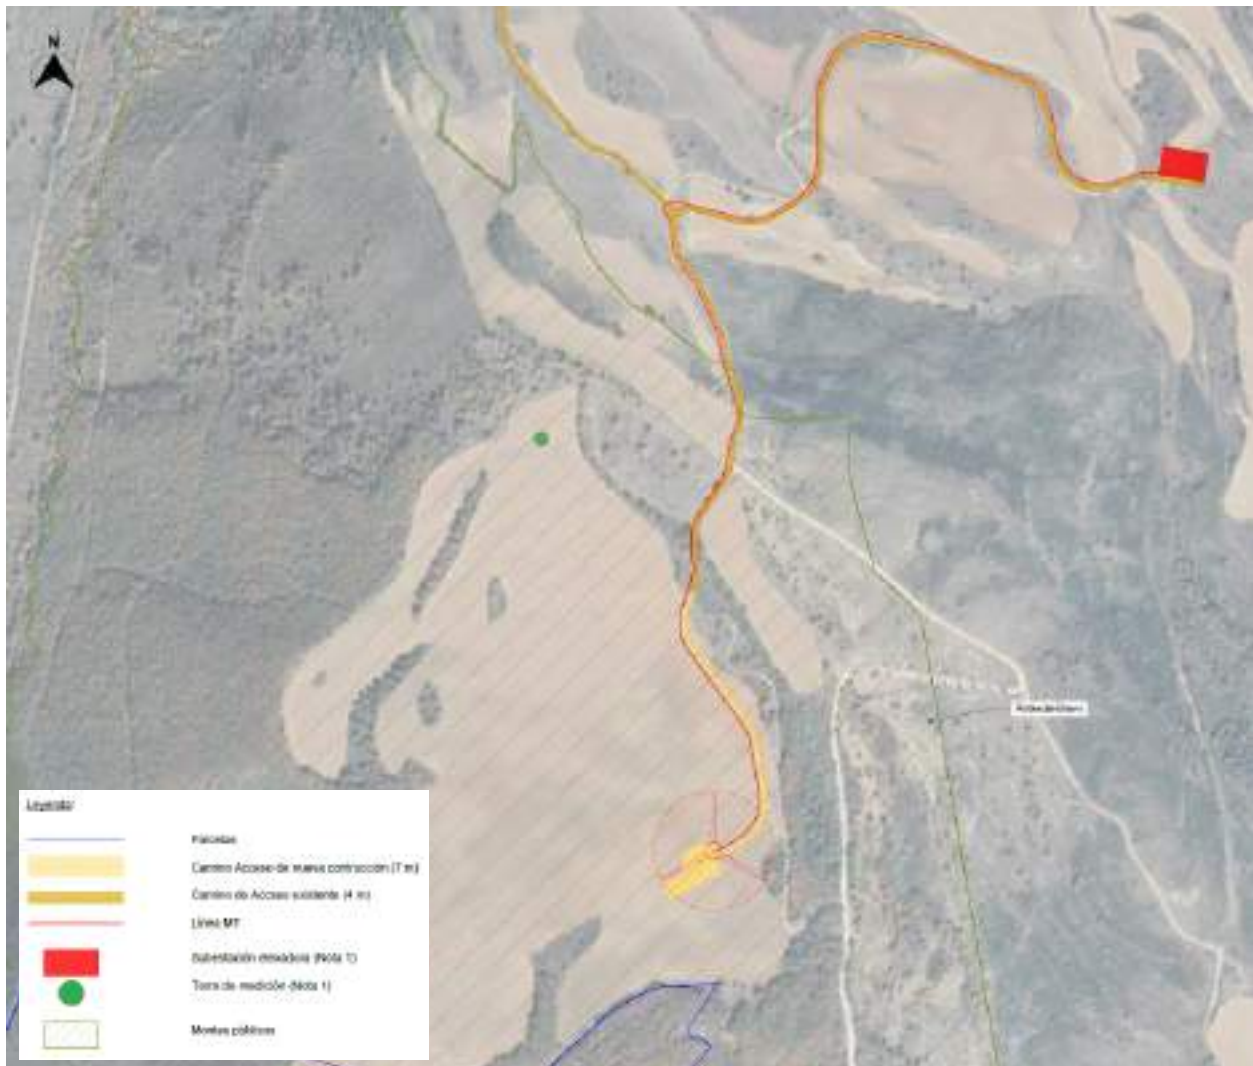 N
Leyenda
Parcelas
Camino Acceso de nueva contrucción (7 m)
Camino de Acceso existente (4 m)
Línea MT
Subestación elevadora (Nota 1)
Torre de medición (Nota 1)
Montes públicos